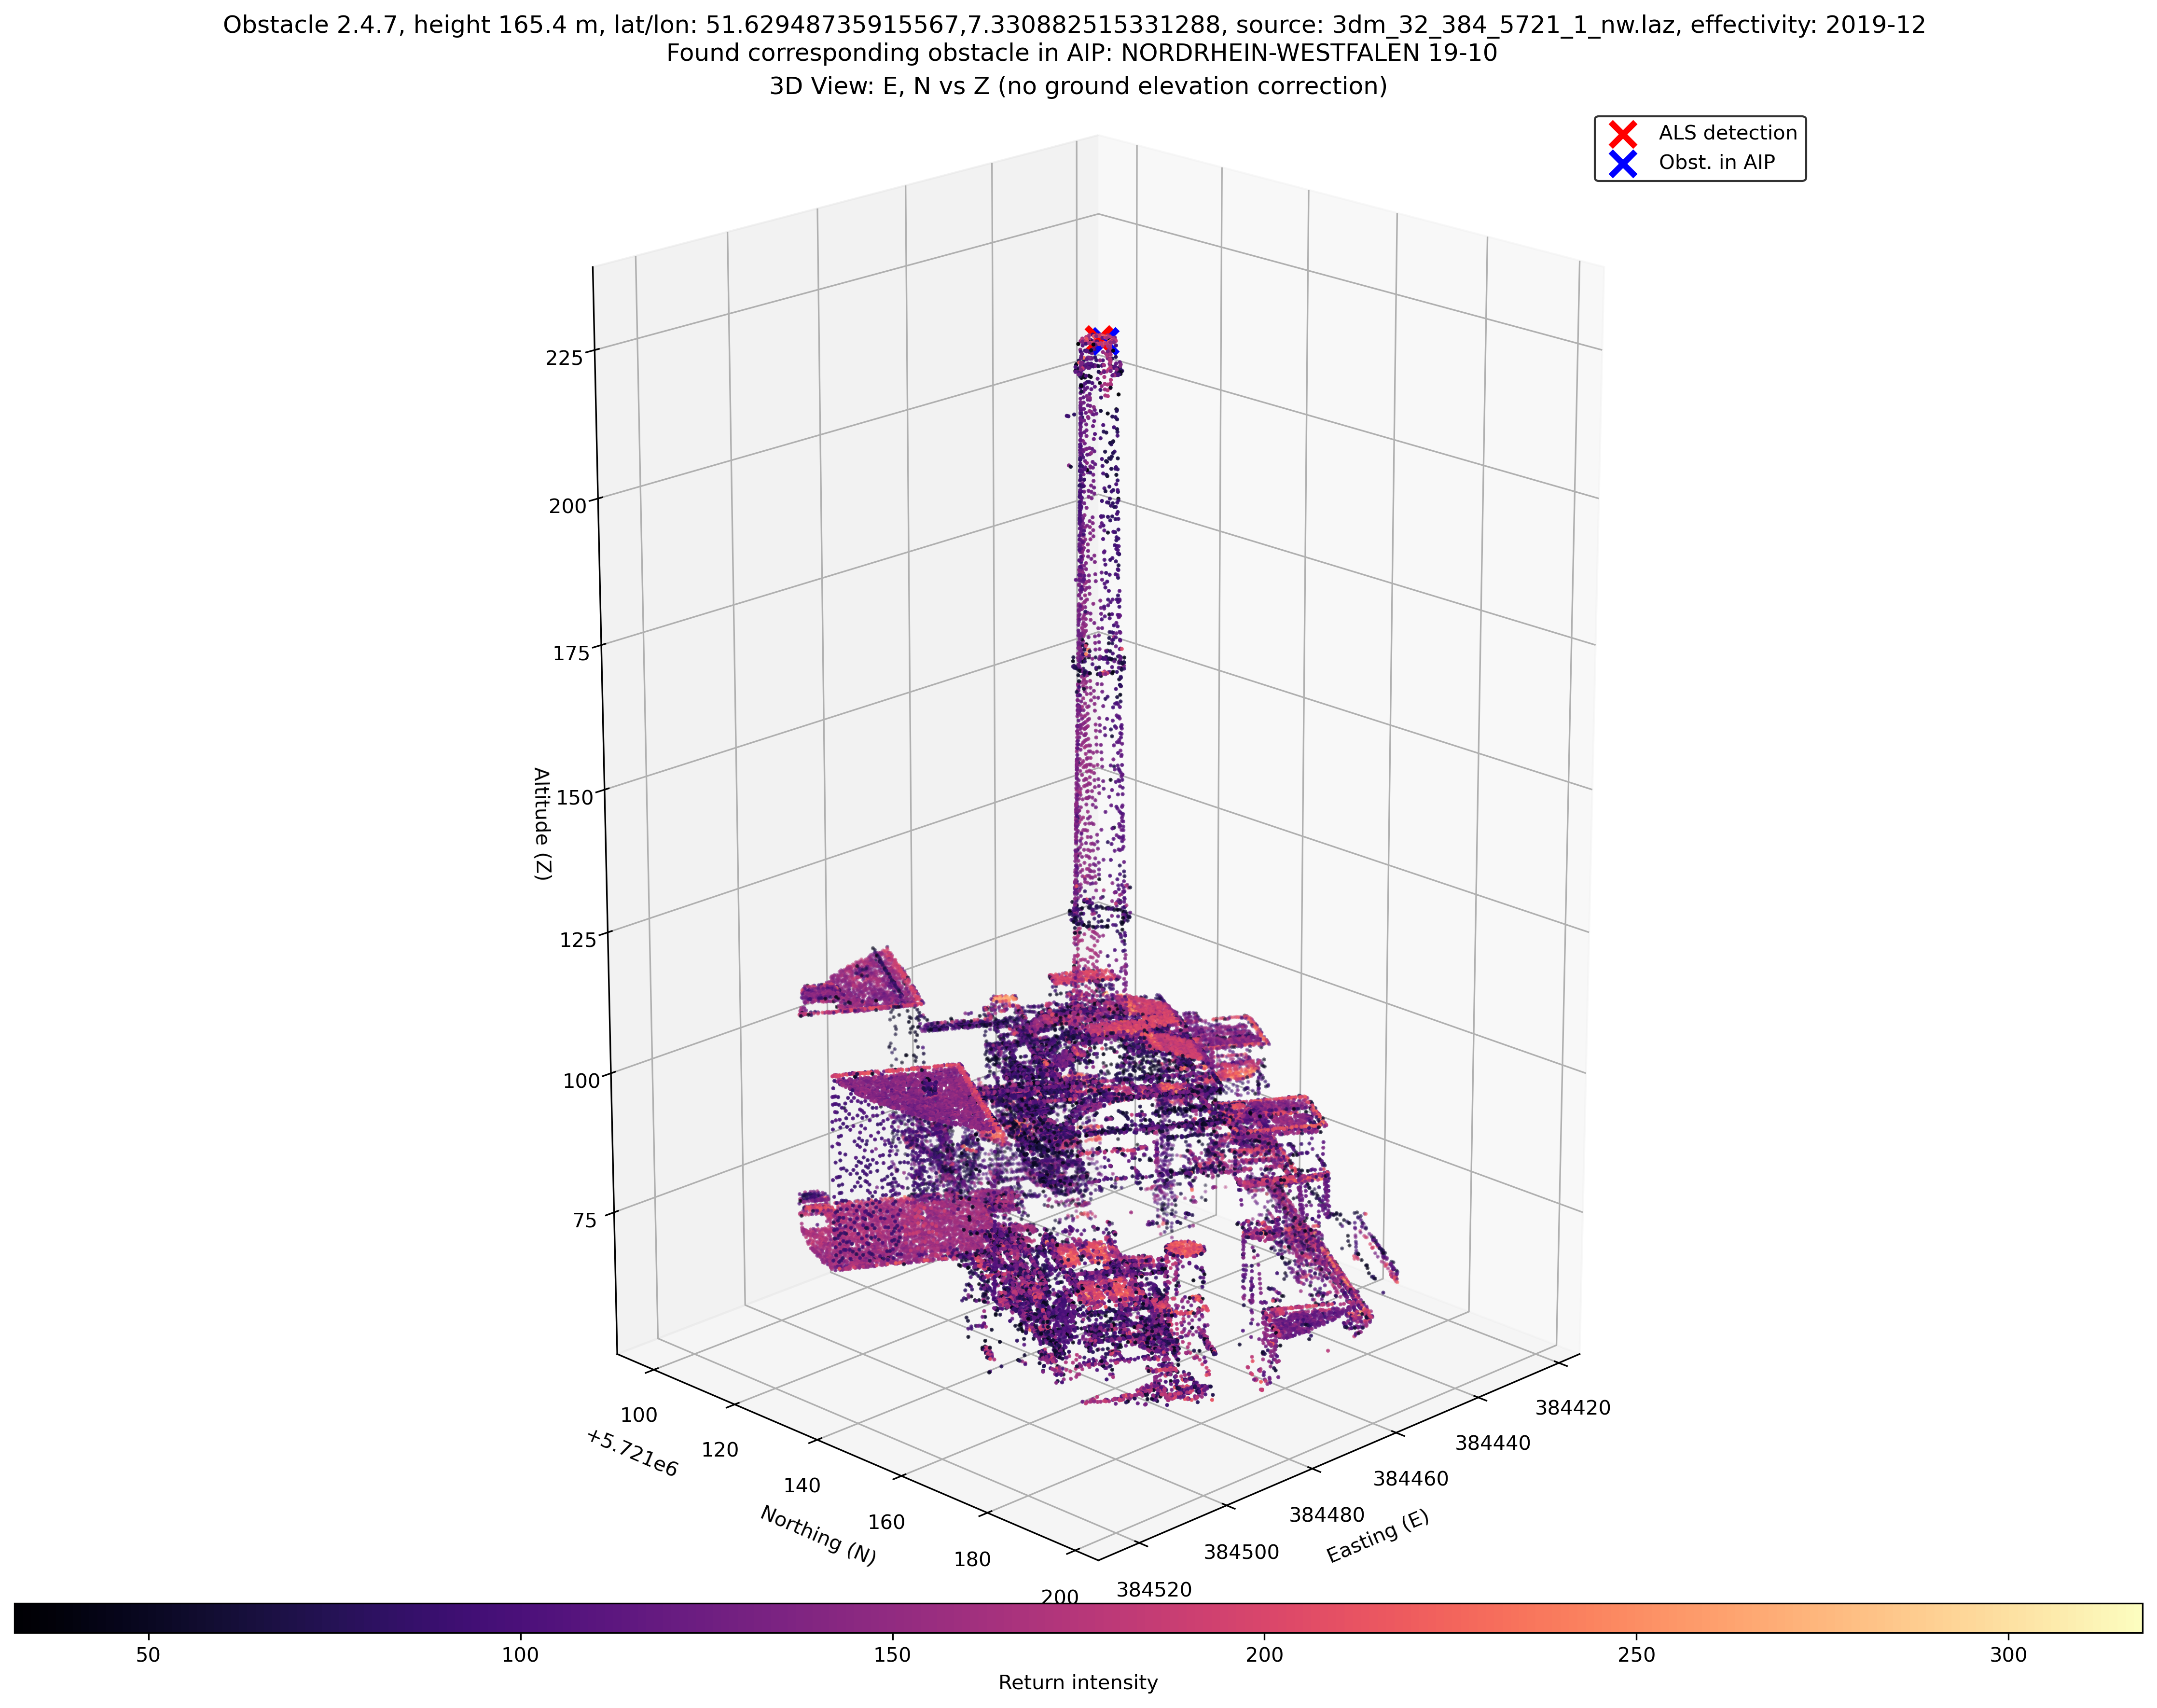 Obstacle 2.4.7, height 165.4 m, lat/lon: 51.62948735915567,7.330882515331288, source: 3dm_32_384_5721_1_nw.laz, effectivity: 2019-12
Found corresponding obstacle in AIP: NORDRHEIN-WESTFALEN 19-10
3D View: E, N vs Z (no ground elevation correction)
ALS detection
Obst. in AIP
225
200
175
150
125
100
75
Altitude (Z)
100
120
140
160
180
200
+5.721e6
Northing (N)
384420
384440
384460
384480
384500
384520
Easting (E)
50
100
150
200
250
300
Return intensity